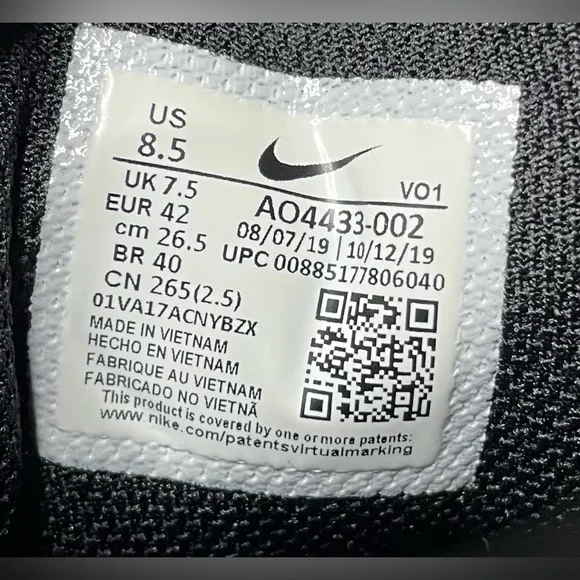 US
8.5
VO1
UK 7.5
EUR 42
cm 26.5
BR 40
CN 265(2.5)
AO4433-002
08/07/19 | 10/12/19
UPC 00885177806040
01VA17ACNYBZX
MADE IN VIETNAM
HECHO EN VIETNAM
FABRIQUE AU VIETNAM
FABRICADO NO VIETNÃ
This product is covered by one or more patents:
www.nike.com/patentsvirtualmarking